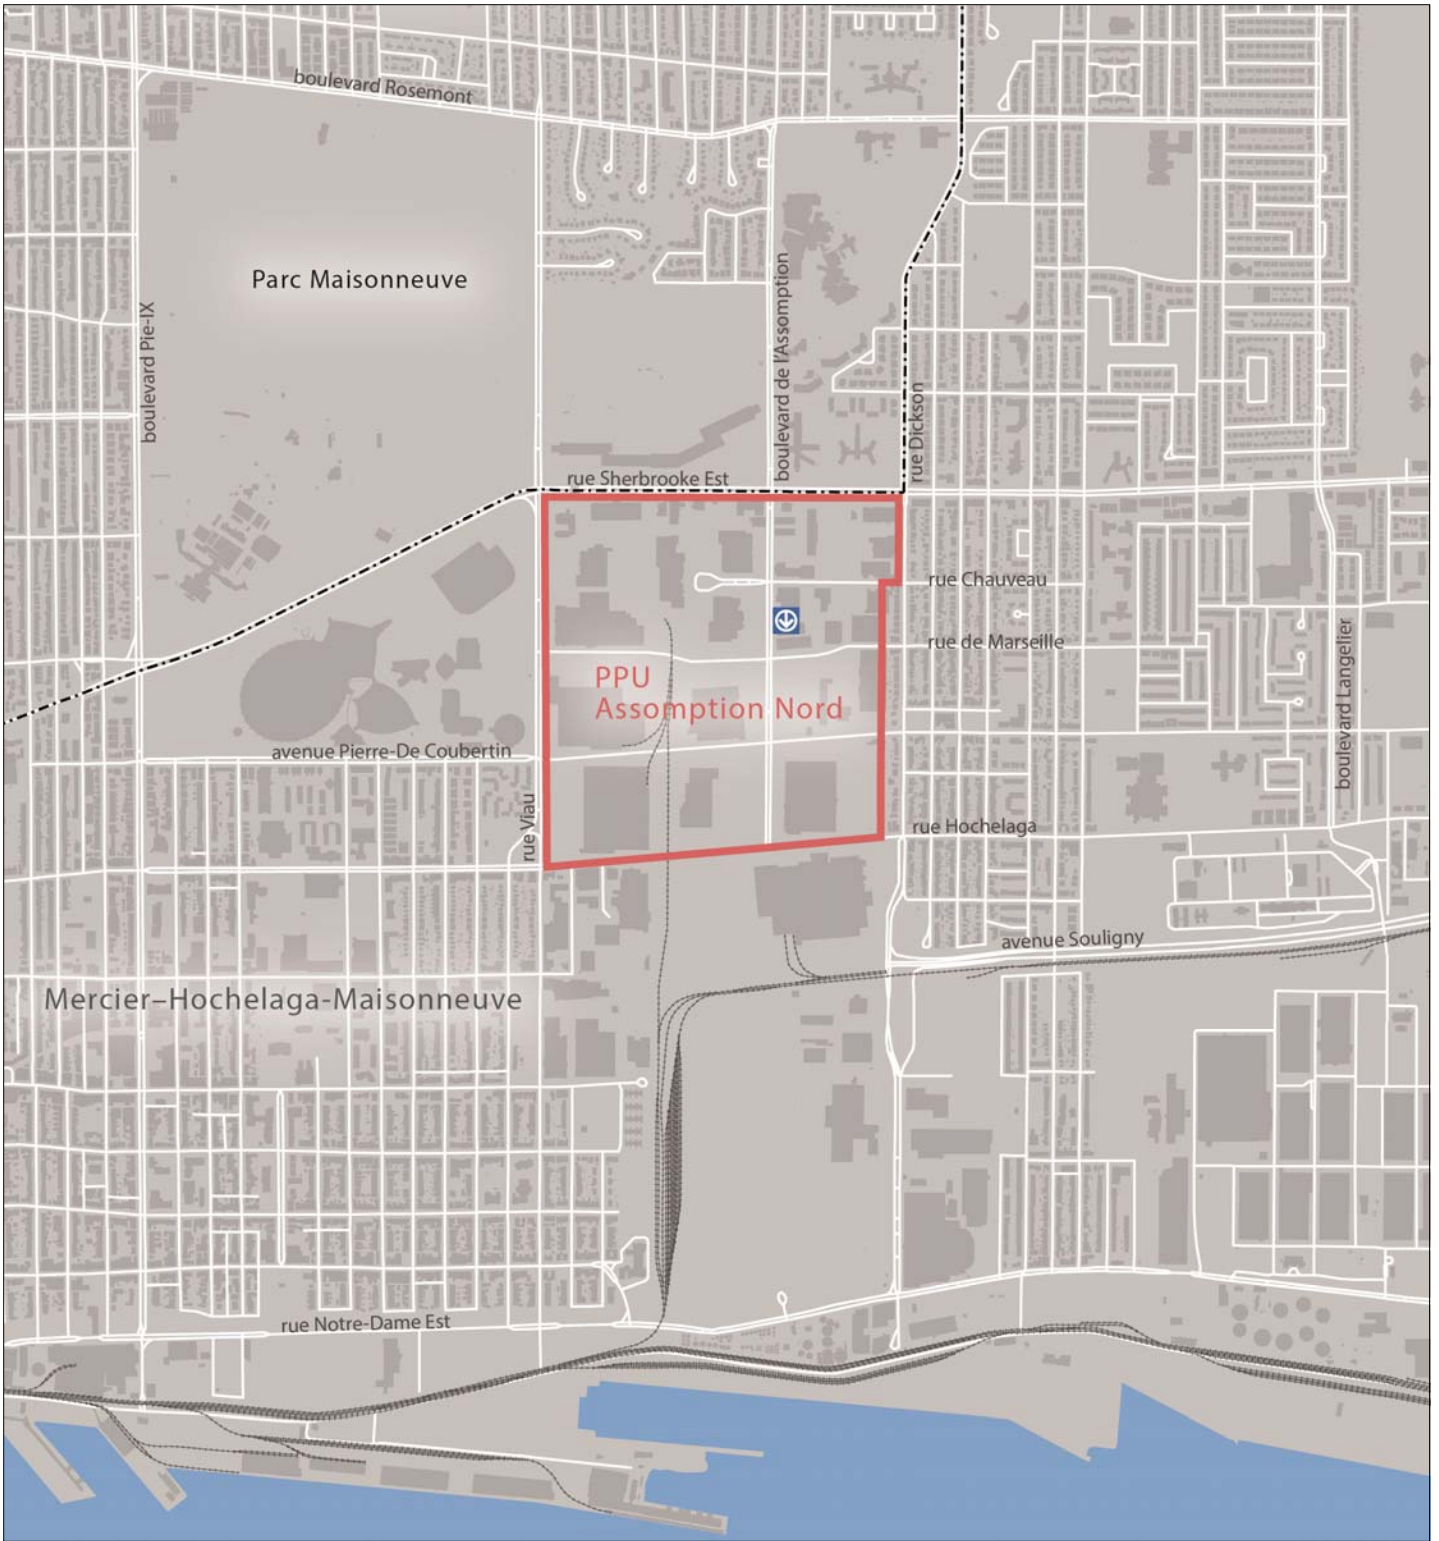 boulevard Rosemont
Parc Maisonneuve
boulevard Pie-IX
boulevard de l'Assomption
rue Dickson
rue Sherbrooke Est
rue Chauveau
rue de Marseille
boulevard Langelier
PPU
Assomption Nord
avenue Pierre-De Coubertin
rue Viau
rue Hochelaga
avenue Souligny
Mercier–Hochelaga-Maisonneuve
rue Notre-Dame Est